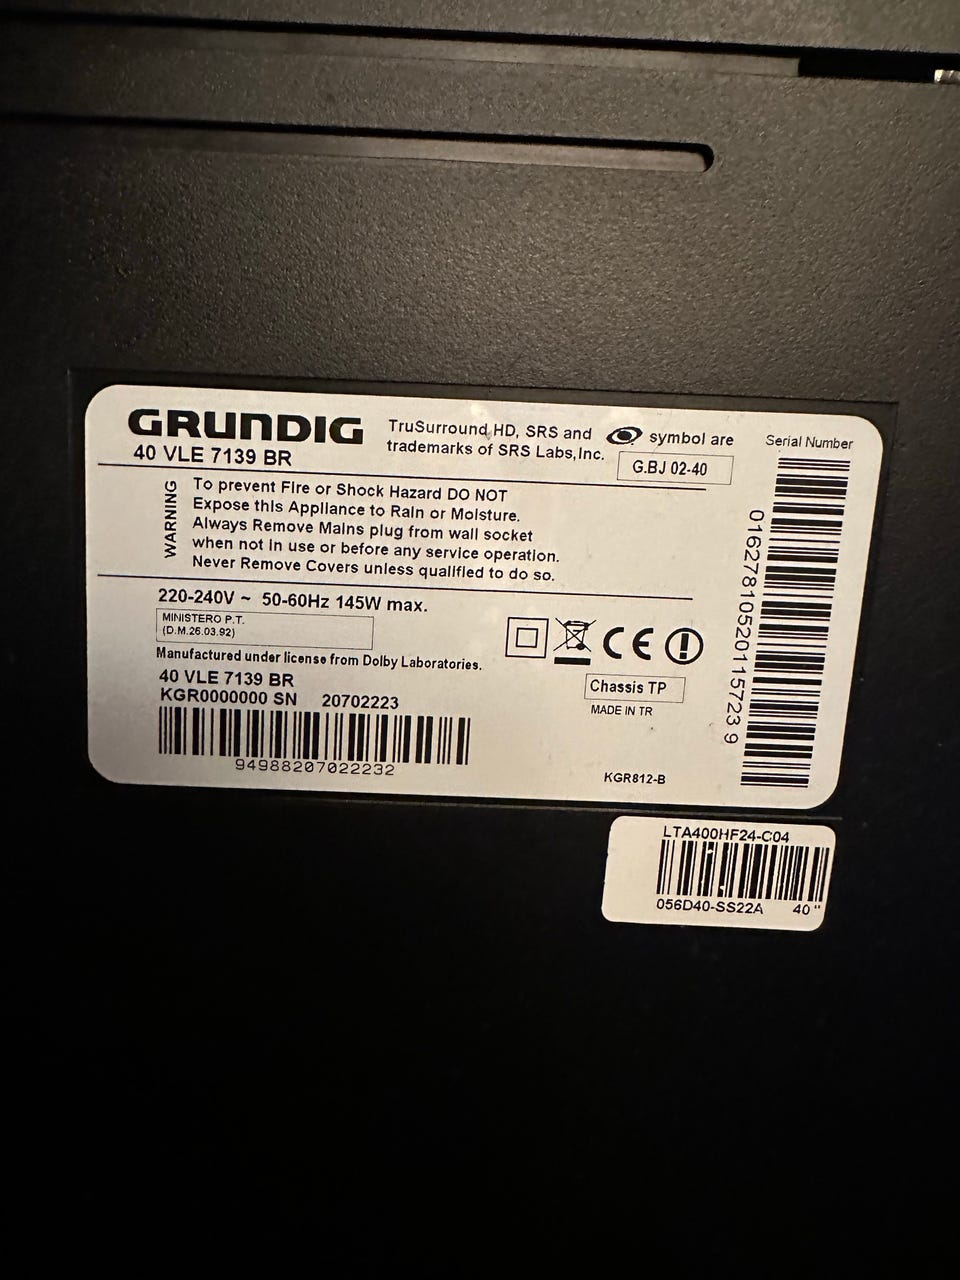 GRUNDIG
40 VLE 7139 BR
TruSurround HD, SRS and symbol are
trademarks of SRS Labs,Inc.
G.BJ 02-40
Serial Number
WARNING
To prevent Fire or Shock Hazard DO NOT
Expose this Appliance to Rain or Moisture.
Always Remove Mains plug from wall socket
when not in use or before any service operation.
Never Remove Covers unless qualified to do so.
220-240V ~ 50-60Hz 145W max.
MINISTERO P.T.
(D.M.26.03.92)
Manufactured under license from Dolby Laboratories.
40 VLE 7139 BR
KGR0000000 SN 20702223
94988207022232
CE
Chassis TP
MADE IN TR
KGR812-B
01627810520115723 9
LTA400HF24-C04
056D40-SS22A 40"